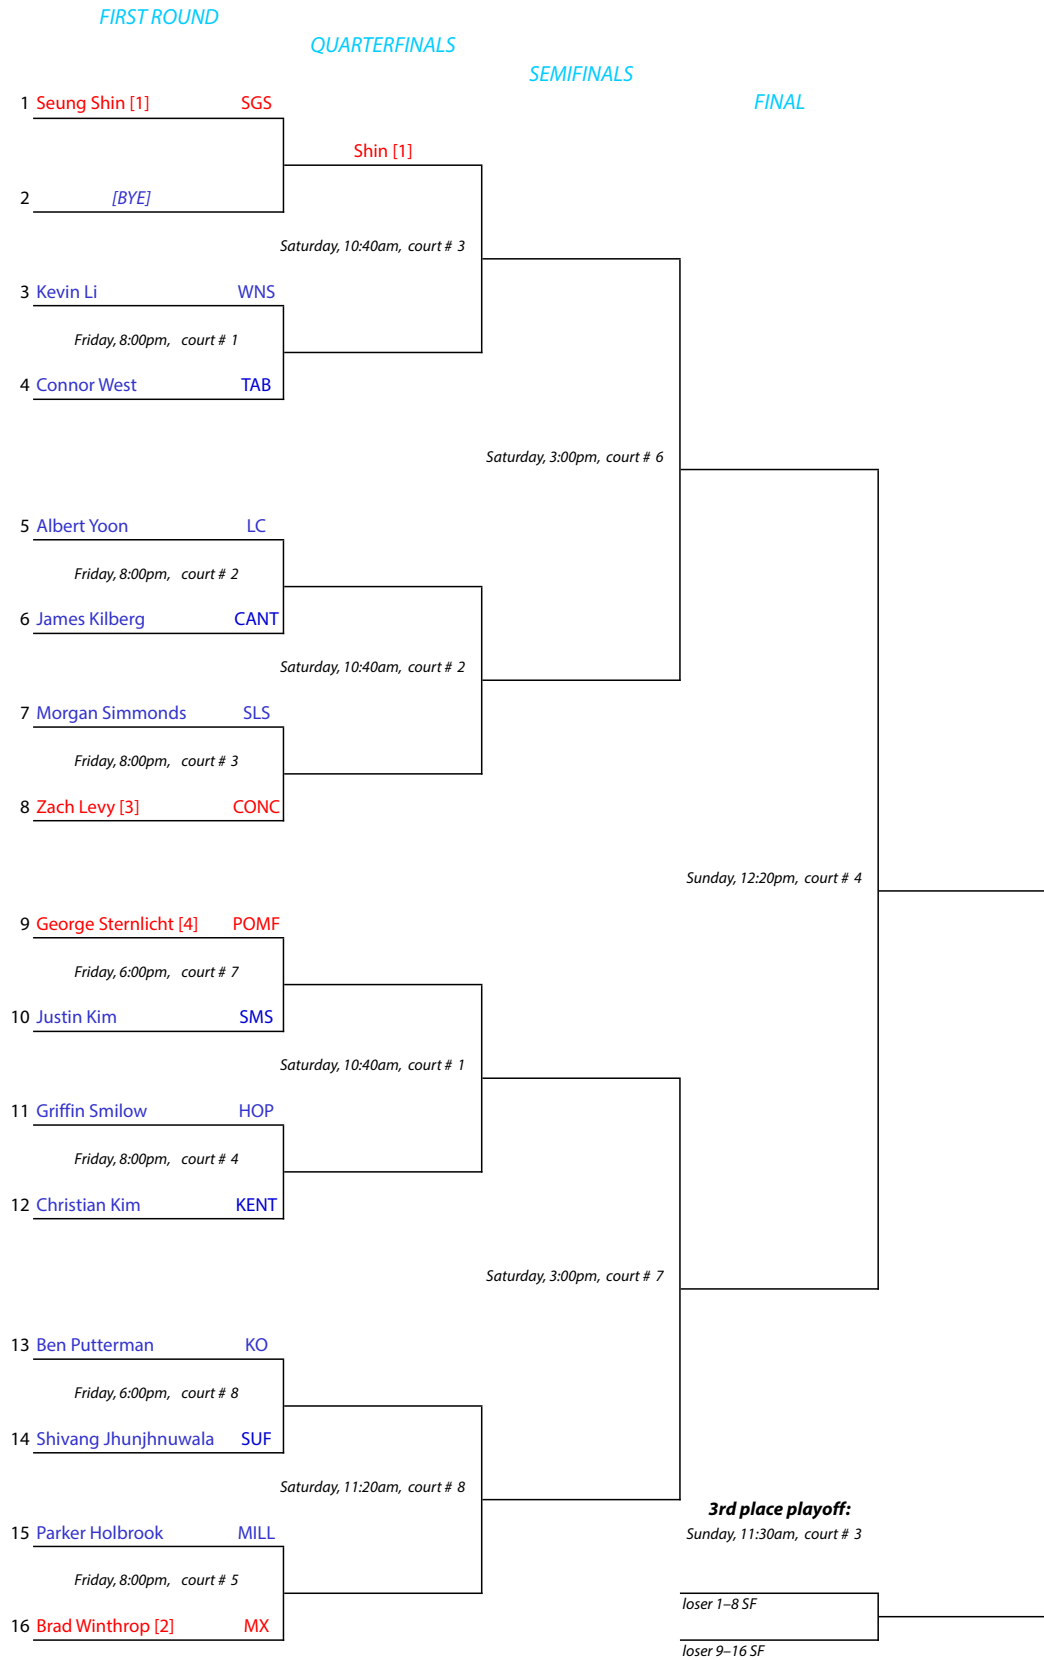 FIRST ROUND
QUARTERFINALS
SEMIFINALS
FINAL
1 Seung Shin [1] SGS
Shin [1]
2 [BYE]
Saturday, 10:40am, court # 3
3 Kevin Li WNS
Friday, 8:00pm, court # 1
4 Connor West TAB
Saturday, 3:00pm, court # 6
5 Albert Yoon LC
Friday, 8:00pm, court # 2
6 James Kilberg CANT
Saturday, 10:40am, court # 2
7 Morgan Simmonds SLS
Friday, 8:00pm, court # 3
8 Zach Levy [3] CONC
Sunday, 12:20pm, court # 4
9 George Sternlicht [4] POMF
Friday, 6:00pm, court # 7
10 Justin Kim SMS
Saturday, 10:40am, court # 1
11 Griffin Smilow HOP
Friday, 8:00pm, court # 4
12 Christian Kim KENT
Saturday, 3:00pm, court # 7
13 Ben Putterman KO
Friday, 6:00pm, court # 8
14 Shivang Jhunjhnuwala SUF
Saturday, 11:20am, court # 8
3rd place playoff:
15 Parker Holbrook MILL
Sunday, 11:30am, court # 3
Friday, 8:00pm, court # 5
loser 1–8 SF
16 Brad Winthrop [2] MX
loser 9–16 SF